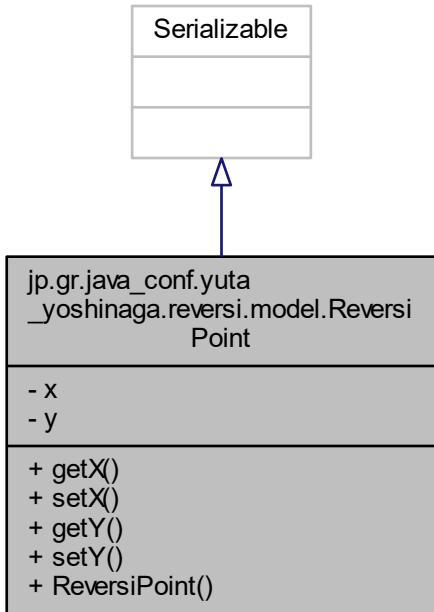 Serializable
jp.gr.java_conf.yuta
_yoshinaga.reversi.model.Reversi
Point
- x
- y
+ getX()
+ setX()
+ getY()
+ setY()
+ ReversiPoint()